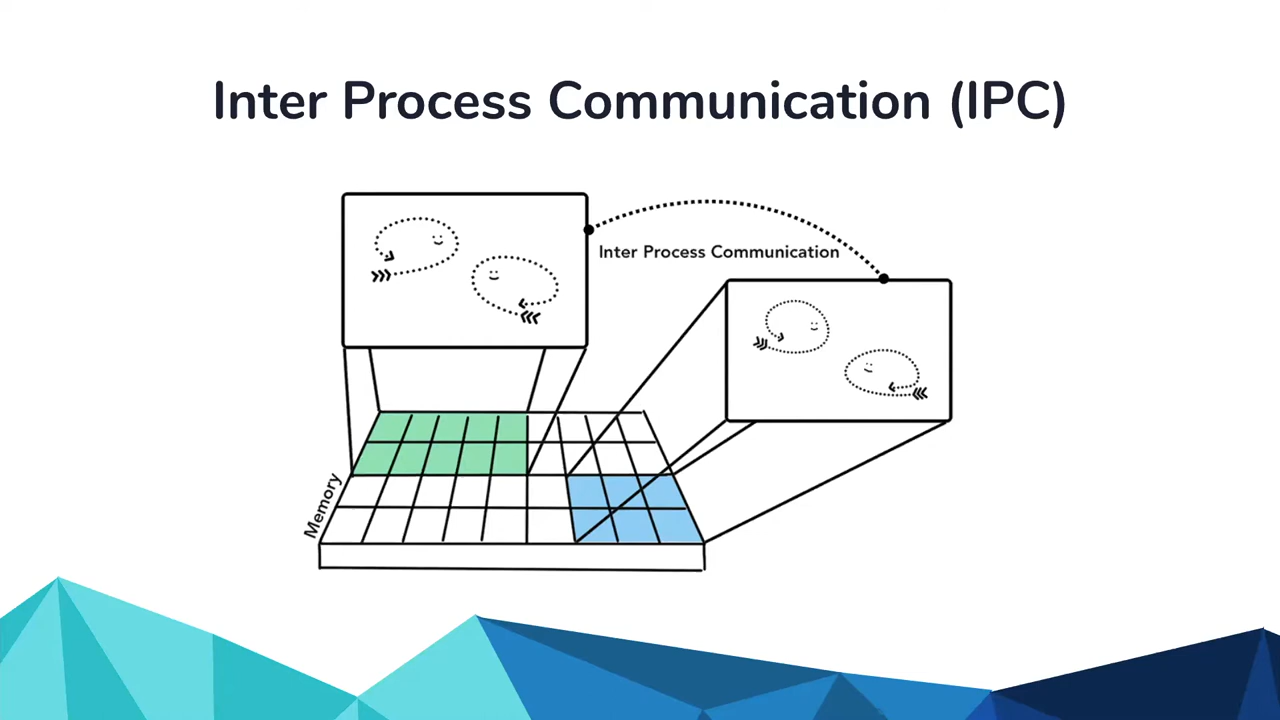 Inter Process Communication (IPC)
Inter Process Communication
Memory